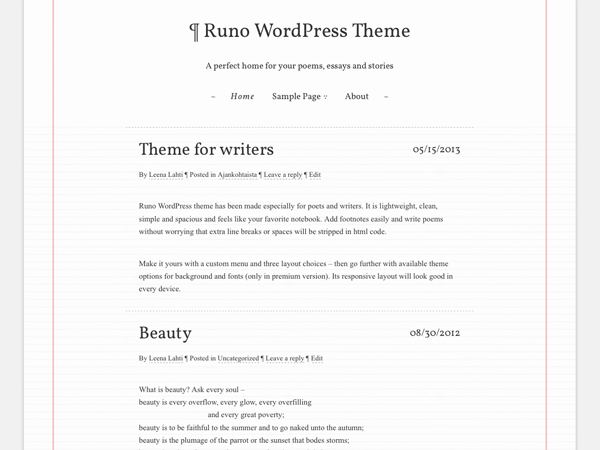 ¶ Runo WordPress Theme
A perfect home for your poems, essays and stories
– Home Sample Page About –
Theme for writers 05/15/2013
By Leena Lahti ¶ Posted in Ajankohtaista ¶ Leave a reply ¶ Edit
Runo WordPress theme has been made especially for poets and writers. It is lightweight, clean,
simple and spacious and feels like your favorite notebook. Add footnotes easily and write poems
without worrying that extra line breaks or spaces will be stripped in html code.
Make it yours with a custom menu and three layout choices – then go further with available theme
options for background and fonts (only in premium version). Its responsive layout will look good in
every device.
Beauty 08/30/2012
By Leena Lahti ¶ Posted in Uncategorized ¶ Leave a reply ¶ Edit
What is beauty? Ask every soul –
beauty is every overflow, every glow, every overfilling
and every great poverty;
beauty is to be faithful to the summer and to go naked unto the autumn;
beauty is the plumage of the parrot or the sunset that bodes storms;